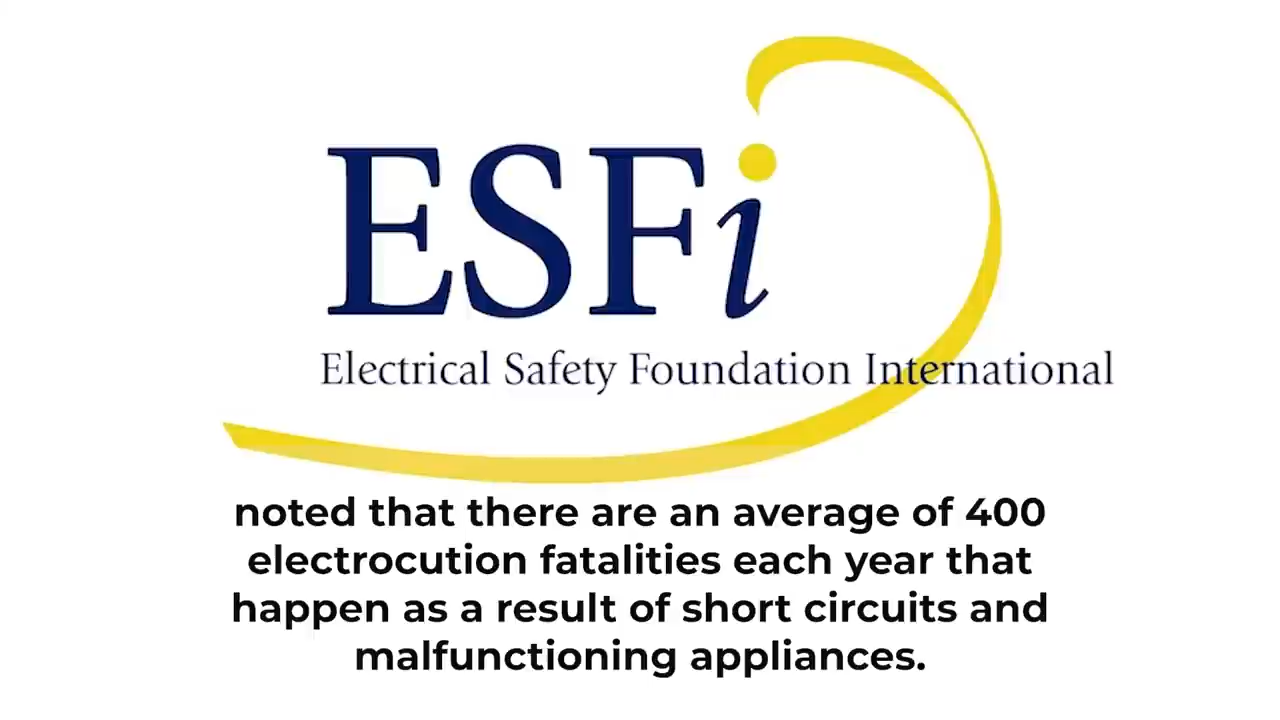 ESFi
Electrical Safety Foundation International
noted that there are an average of 400
electrocution fatalities each year that
happen as a result of short circuits and
malfunctioning appliances.